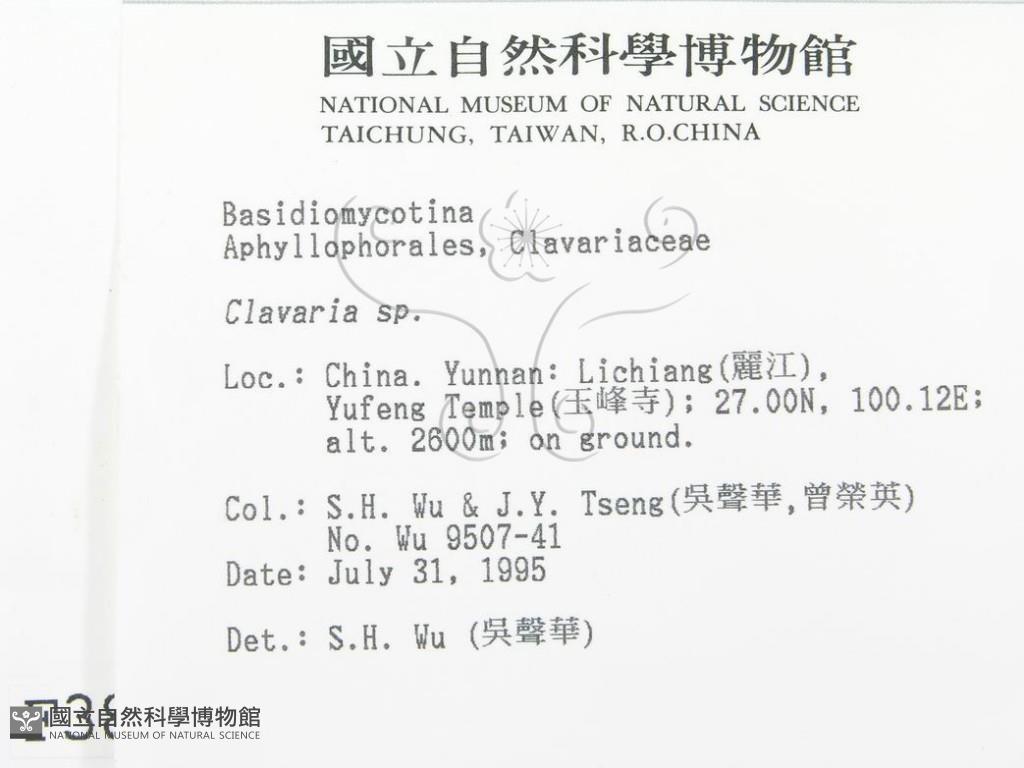 國立自然科學博物館
NATIONAL MUSEUM OF NATURAL SCIENCE
TAICHUNG, TAIWAN, R.O.CHINA
Basidiomycotina
Aphyllophorales, Clavariaceae
Clavaria sp.
Loc.: China. Yunnan: Lichiang(麗江),
Yufeng Temple(玉峰寺); 27.00N, 100.12E;
alt. 2600m; on ground.
Col.: S.H. Wu & J.Y. Tseng(吳聲華,曾榮英)
No. Wu 9507-41
Date: July 31, 1995
Det.: S.H. Wu (吳聲華)
國立自然科學博物館
NATIONAL MUSEUM OF NATURAL SCIENCE